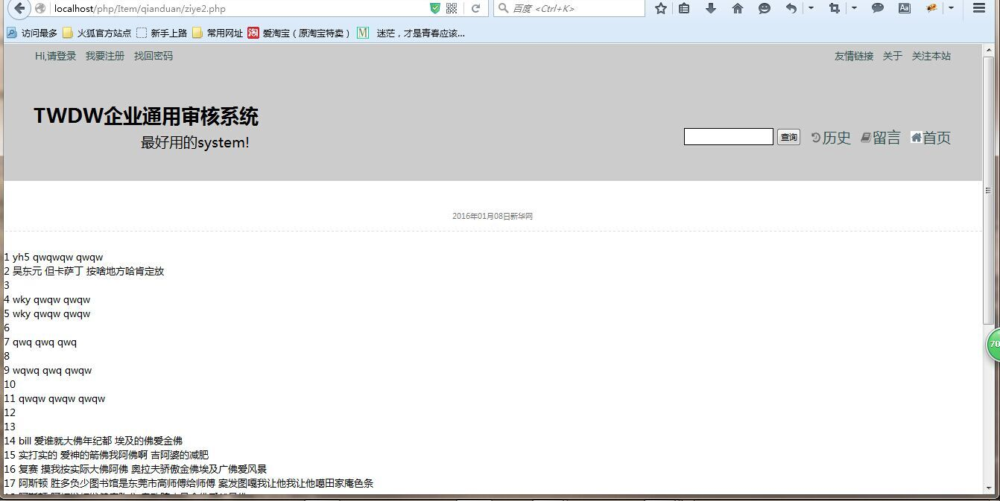 localhost/php/Item/qianduan/ziye2.php
百度 <Ctrl+K>
访问最多 火狐官方站点 新手上路 常用网址 淘 爱淘宝（原淘宝特卖） M 迷茫，才是青春应该...
Hi,请登录 我要注册 找回密码 友情链接 关于 关注本站
TWDW企业通用审核系统
最好用的system!
查询 历史 留言 首页
2016年01月08日新华网
1 yh5 qwqwqw qwqw
2 吴东元 但卡萨丁 按啥地方哈肯定放
3
4 wky qwqw qwqw
5 wky qwqw qwqw
6
7 qwq qwq qwq
8
9 wqwq qwq qwqw
10
11 qwqw qwqw qwqw
12
13
14 bill 爱谁就大佛年纪都 埃及的佛爱金佛
15 实打实的 爱神的箭佛我阿佛啊 吉阿婆的减肥
16 复赛 摸我按实际大佛阿佛 奥拉夫骄傲金佛埃及广佛爱风景
17 阿斯顿 胜多负少图书馆是东莞市高师傅给师傅 案发图嘎我让他我让他噶田家庵色条
70